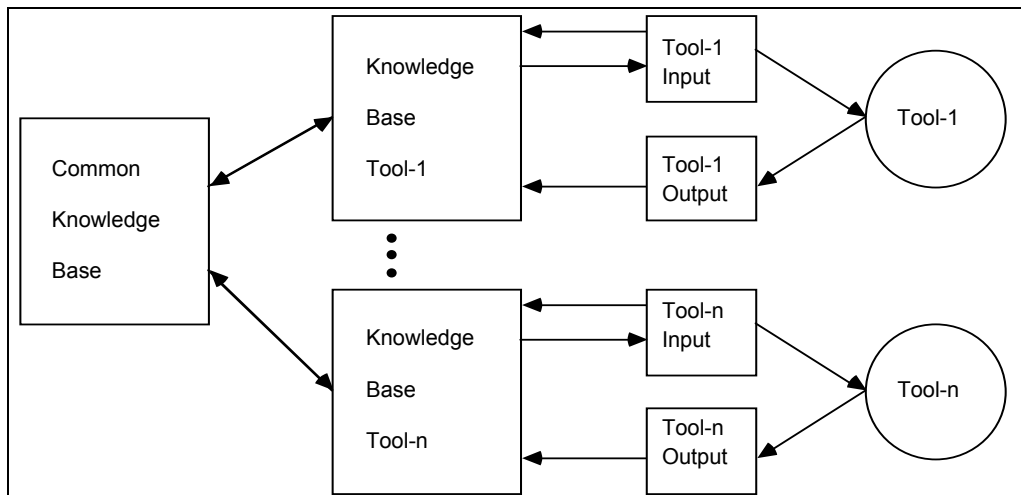 Common
Knowledge
Base
Knowledge
Base
Tool-1
Tool-1
Input
Tool-1
Output
Tool-1
Knowledge
Base
Tool-n
Tool-n
Input
Tool-n
Output
Tool-n